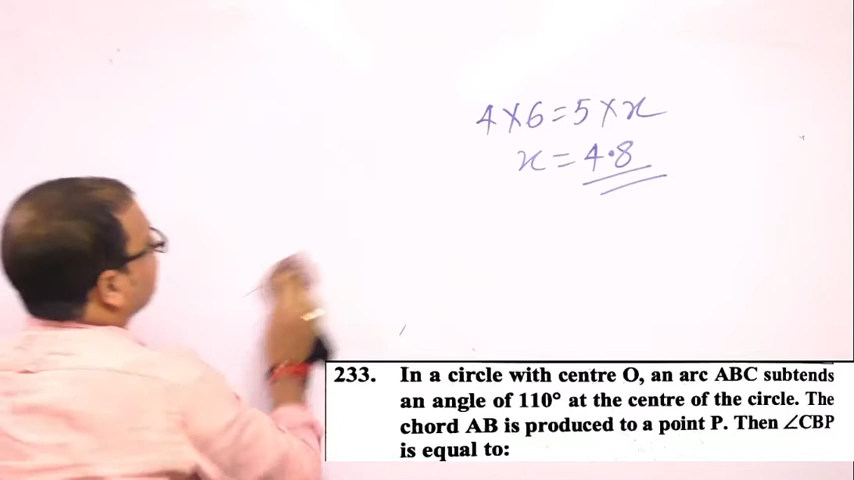 4×6=5×x
x=4.8
233. In a circle with centre O, an arc ABC subtends
an angle of 110° at the centre of the circle. The
chord AB is produced to a point P. Then ∠CBP
is equal to: